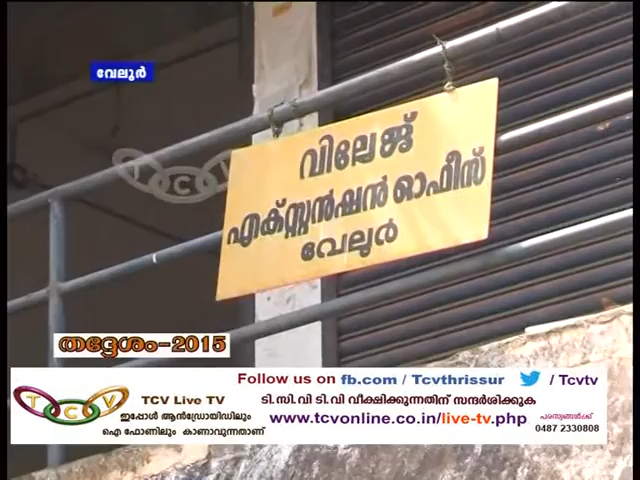 വേലൂർ
വില്ലേജ്
എക്സ്റ്റൻഷൻ ഓഫീസ്
വേലൂർ
TCV
തദ്ദേശം-2015
Follow us on fb.com / Tcvthrissur / Tcvtv
TCV
TCV Live TV
ടി.സി.വി ടി.വി വീക്ഷിക്കുന്നതിന് സന്ദർശിക്കുക
ഇപ്പോൾ ആൻഡ്രോയിഡിലും
ഐ ഫോണിലും കാണാവുന്നതാണ്
www.tcvonline.co.in/live-tv.php
പരസ്യങ്ങൾക്ക്
0487 2330808